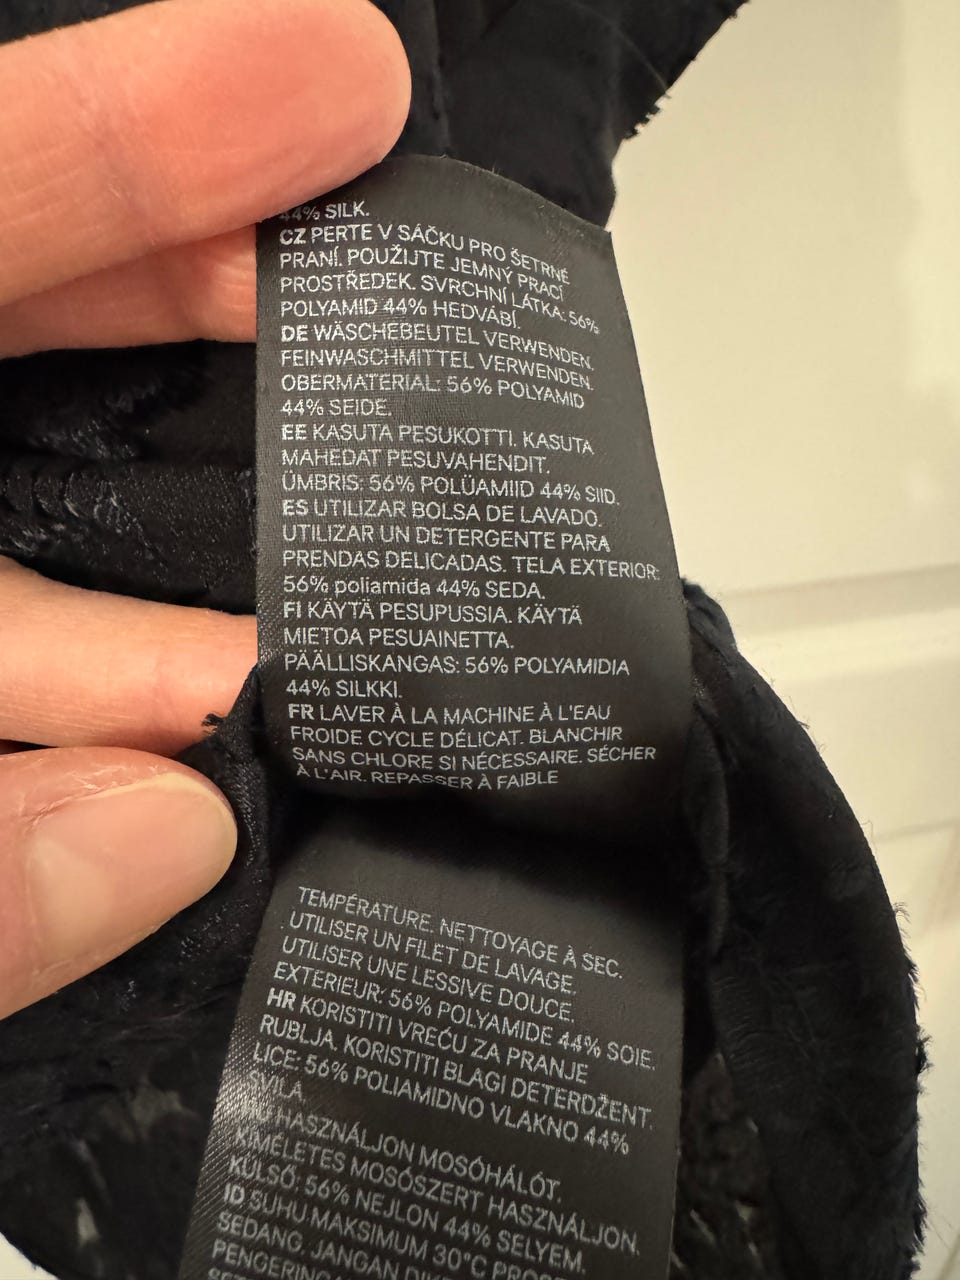 44% SILK.
CZ PERTE V SÁČKU PRO ŠETRNÉ
PRANÍ. POUŽIJTE JEMNÝ PRACÍ
PROSTŘEDEK. SVRCHNÍ LÁTKA: 56%
POLYAMID 44% HEDVÁBÍ.
DE WÄSCHEBEUTEL VERWENDEN.
FEINWASCHMITTEL VERWENDEN.
OBERMATERIAL: 56% POLYAMID
44% SEIDE.
EE KASUTA PESUKOTTI. KASUTA
MAHEDAT PESUVAHENDIT.
ÜMBRIS: 56% POLÜAMIID 44% SIID.
ES UTILIZAR BOLSA DE LAVADO.
UTILIZAR UN DETERGENTE PARA
PRENDAS DELICADAS. TELA EXTERIOR:
56% poliamida 44% SEDA.
FI KÄYTÄ PESUPUSSIA. KÄYTÄ
MIETOA PESUAINETTA.
PÄÄLLISKANGAS: 56% POLYAMIDIA
44% SILKKI.
FR LAVER À LA MACHINE À L'EAU
FROIDE CYCLE DÉLICAT. BLANCHIR
SANS CHLORE SI NÉCESSAIRE. SÉCHER
À L'AIR. REPASSER À FAIBLE
TEMPÉRATURE. NETTOYAGE À SEC.
UTILISER UN FILET DE LAVAGE.
UTILISER UNE LESSIVE DOUCE.
EXTERIEUR: 56% POLYAMIDE 44% SOIE.
HR KORISTITI VREĆU ZA PRANJE
RUBLJA. KORISTITI BLAGI DETERDŽENT.
LICE: 56% POLIAMIDNO VLAKNO 44%
SVILA.
HU HASZNÁLJON MOSÓHÁLÓT.
KÍMÉLETES MOSÓSZERT HASZNÁLJON.
KÜLSŐ: 56% NEJLON 44% SELYEM.
ID SUHU MAKSIMUM 30°C PROSES
SEDANG. JANGAN